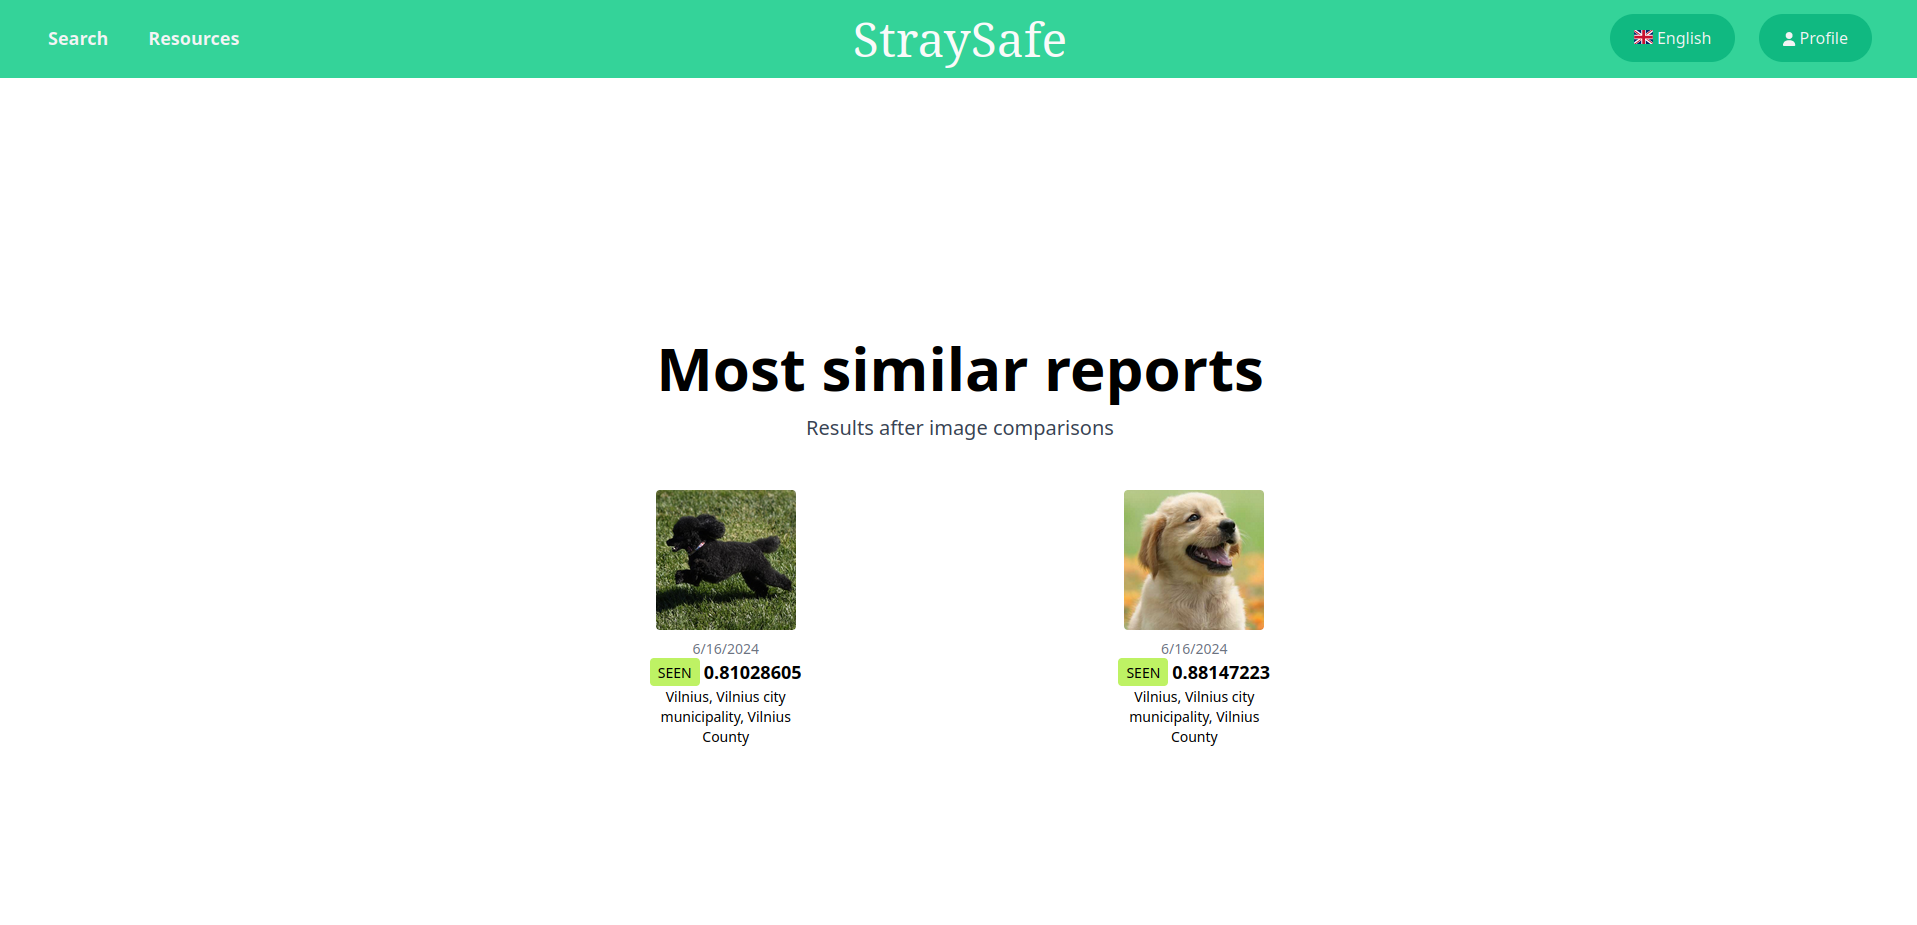 Search
Resources
StraySafe
English
Profile
Most similar reports
Results after image comparisons
6/16/2024
SEEN 0.81028605
Vilnius, Vilnius city
municipality, Vilnius
County
6/16/2024
SEEN 0.88147223
Vilnius, Vilnius city
municipality, Vilnius
County